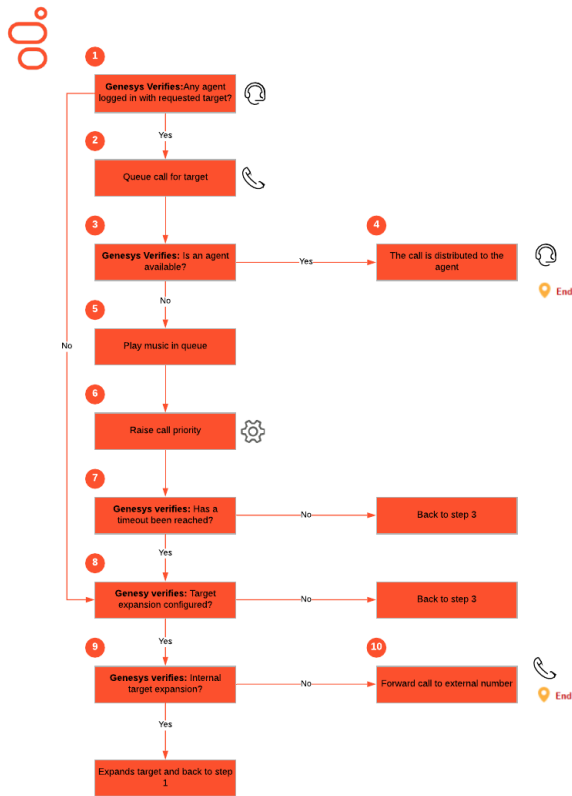 1
Genesys Verifies:Any agent
logged in with requested target?
Yes
2
Queue call for target
3
Genesys Verifies: Is an agent
available?
Yes
4
The call is distributed to the
agent
End
No
5
Play music in queue
No
6
Raise call priority
7
Genesys verifies: Has a
timeout been reached?
No
Back to step 3
Yes
8
Genesy verifies: Target
expansion configured?
No
Back to step 3
Yes
9
Genesys verifies: Internal
target expansion?
No
10
Forward call to external number
End
Yes
Expands target and back to step
1